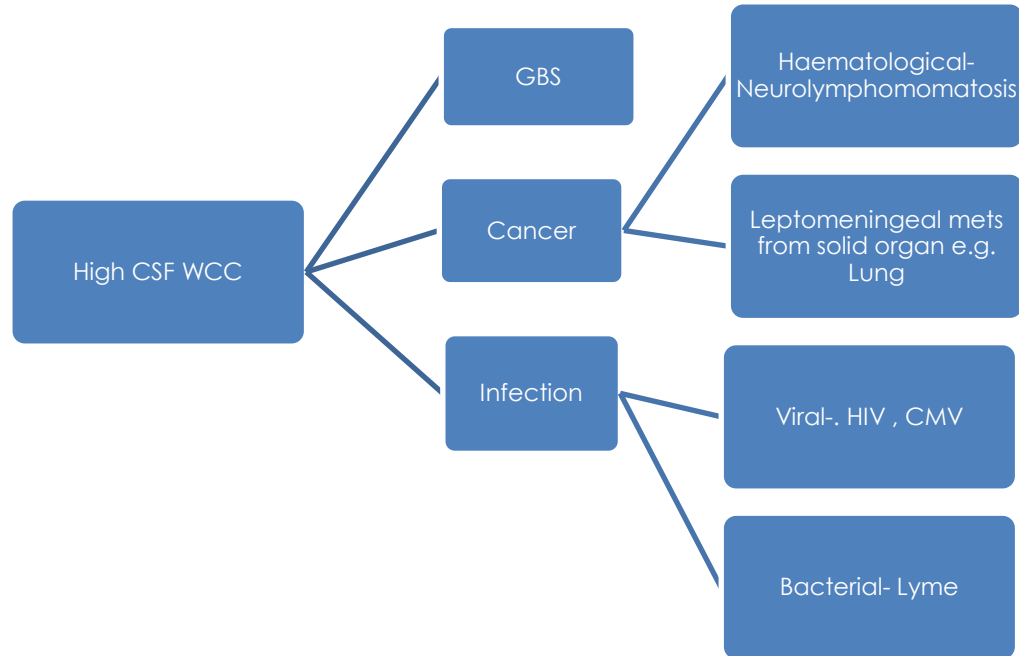 High CSF WCC
GBS
Cancer
Infection
Haematological-
Neurolymphomomatosis
Leptomeningeal mets
from solid organ e.g.
Lung
Viral-. HIV , CMV
Bacterial- Lyme